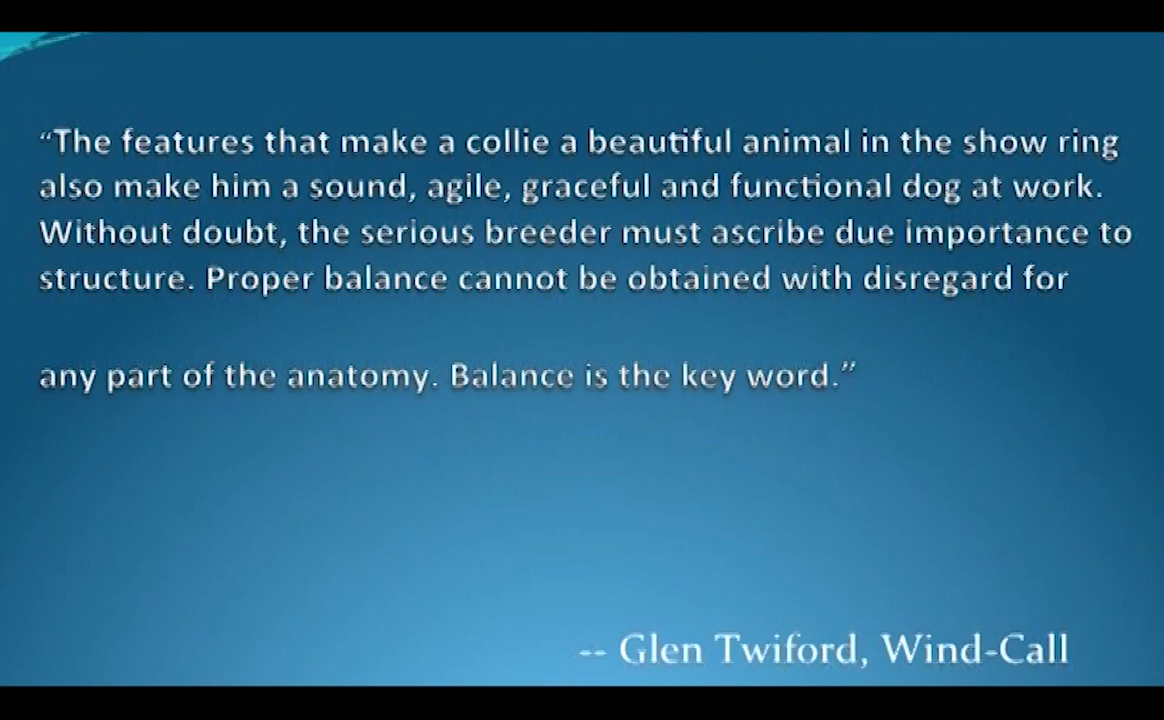 “The features that make a collie a beautiful animal in the show ring
also make him a sound, agile, graceful and functional dog at work.
Without doubt, the serious breeder must ascribe due importance to
structure. Proper balance cannot be obtained with disregard for
any part of the anatomy. Balance is the key word.”
-- Glen Twiford, Wind-Call